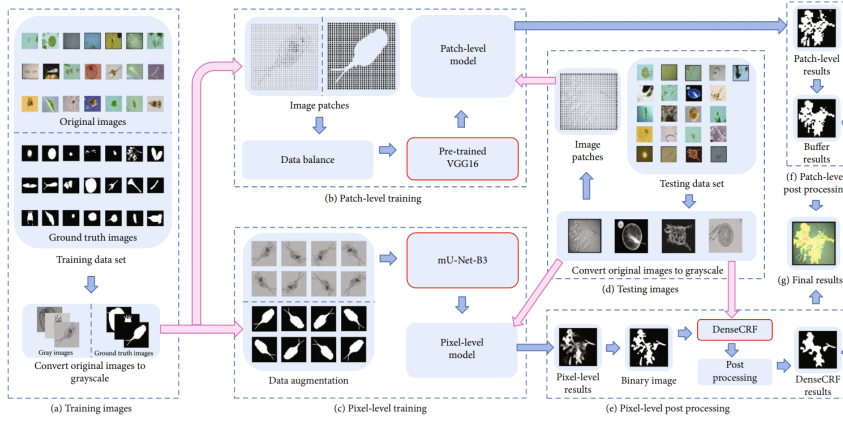 Original images
Ground truth images
Training data set
Gray images
Ground truth images
Convert original images to
grayscale
(a) Training images
Image patches
Data balance
Patch-level
model
Pre-trained
VGG16
(b) Patch-level training
mU-Net-B3
Data augmentation
Pixel-level
model
(c) Pixel-level training
Image
patches
Testing data set
Convert original images to grayscale
(d) Testing images
Pixel-level
results
Binary image
DenseCRF
Post
processing
DenseCRF
results
(e) Pixel-level post processing
Patch-level
results
Buffer
results
(f) Patch-level
post processing
(g) Final results